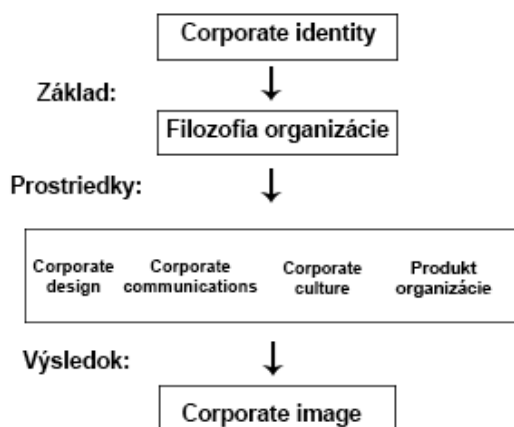 Corporate identity
Základ:
Filozofia organizácie
Prostriedky:
Corporate design
Corporate communications
Corporate culture
Produkt organizácie
Výsledok:
Corporate image